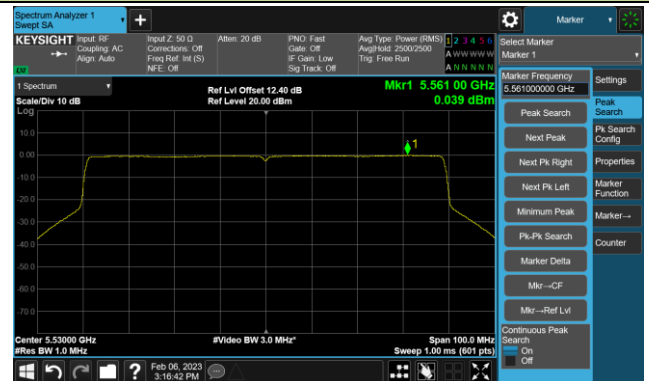 Spectrum Analyzer 1
Swept SA
+
Marker
KEYSIGHT
Input: RF
Coupling: AC
Align: Auto
Input Z: 50 Ω
Corrections: Off
Freq Ref: Int (S)
NFE: Off
Atten: 20 dB
PNO: Fast
Gate: Off
IF Gain: Low
Sig Track: Off
Avg Type: Power (RMS)
Avg|Hold: 2500/2500
Trig: Free Run
1 2 3 4 5 6
A W W W W W
A N N N N N
LXI
Select Marker
Marker 1
1 Spectrum
Scale/Div 10 dB
Log
Ref Lvl Offset 12.40 dB
Ref Level 20.00 dBm
Mkr1 5.561 00 GHz
0.039 dBm
10.0
0.00
-10.0
-20.0
-30.0
-40.0
-50.0
-60.0
-70.0
1
Center 5.53000 GHz
#Res BW 1.0 MHz
#Video BW 3.0 MHz*
Span 100.0 MHz
Sweep 1.00 ms (601 pts)
Marker Frequency
5.561000000 GHz
Peak Search
Next Peak
Next Pk Right
Next Pk Left
Minimum Peak
Pk-Pk Search
Marker Delta
Mkr→CF
Mkr→Ref Lvl
Continuous Peak
Search
On
Off
Settings
Peak
Search
Pk Search
Config
Properties
Marker
Function
Marker→
Counter
?
Feb 06, 2023
3:16:42 PM